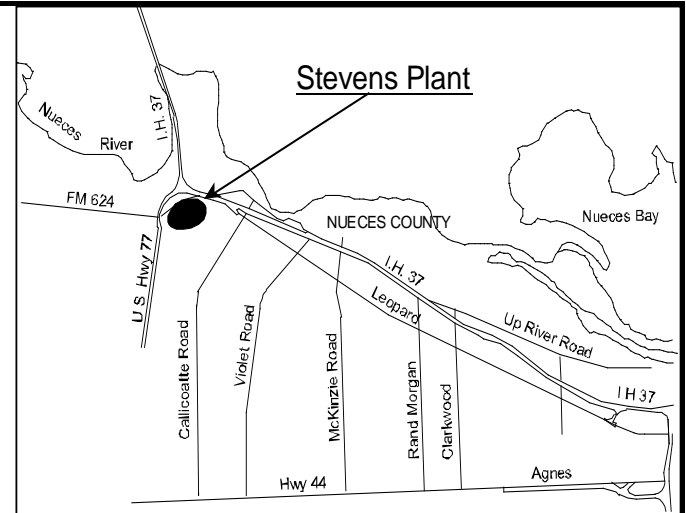 Stevens Plant
Nueces
River
I.H. 37
FM 624
NUECES COUNTY
Nueces Bay
U S Hwy 77
I.H. 37
Leopard
Up River Road
Callicoatte Road
Violet Road
McKinzie Road
Rand Morgan
Clarkwood
I H 37
Hwy 44
Agnes